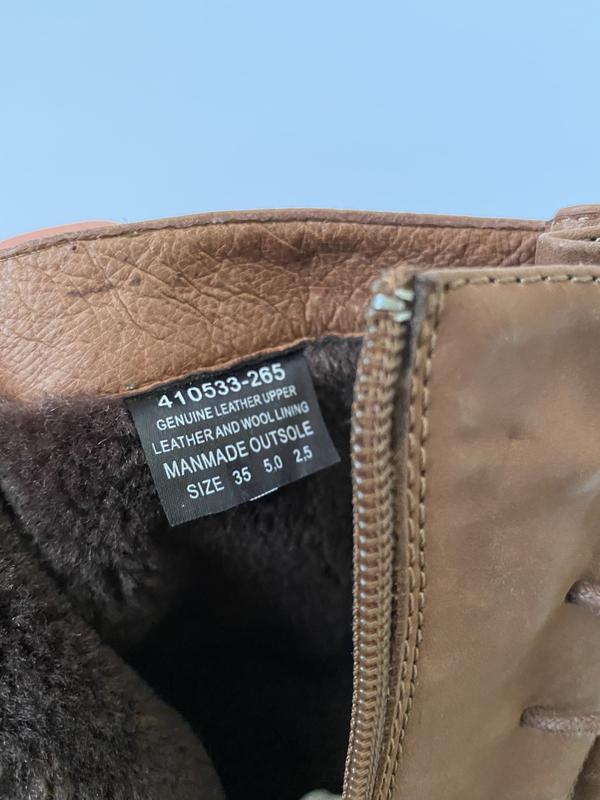 410533-265
GENUINE LEATHER UPPER
LEATHER AND WOOL LINING
MANMADE OUTSOLE
SIZE 35 5.0 2,5